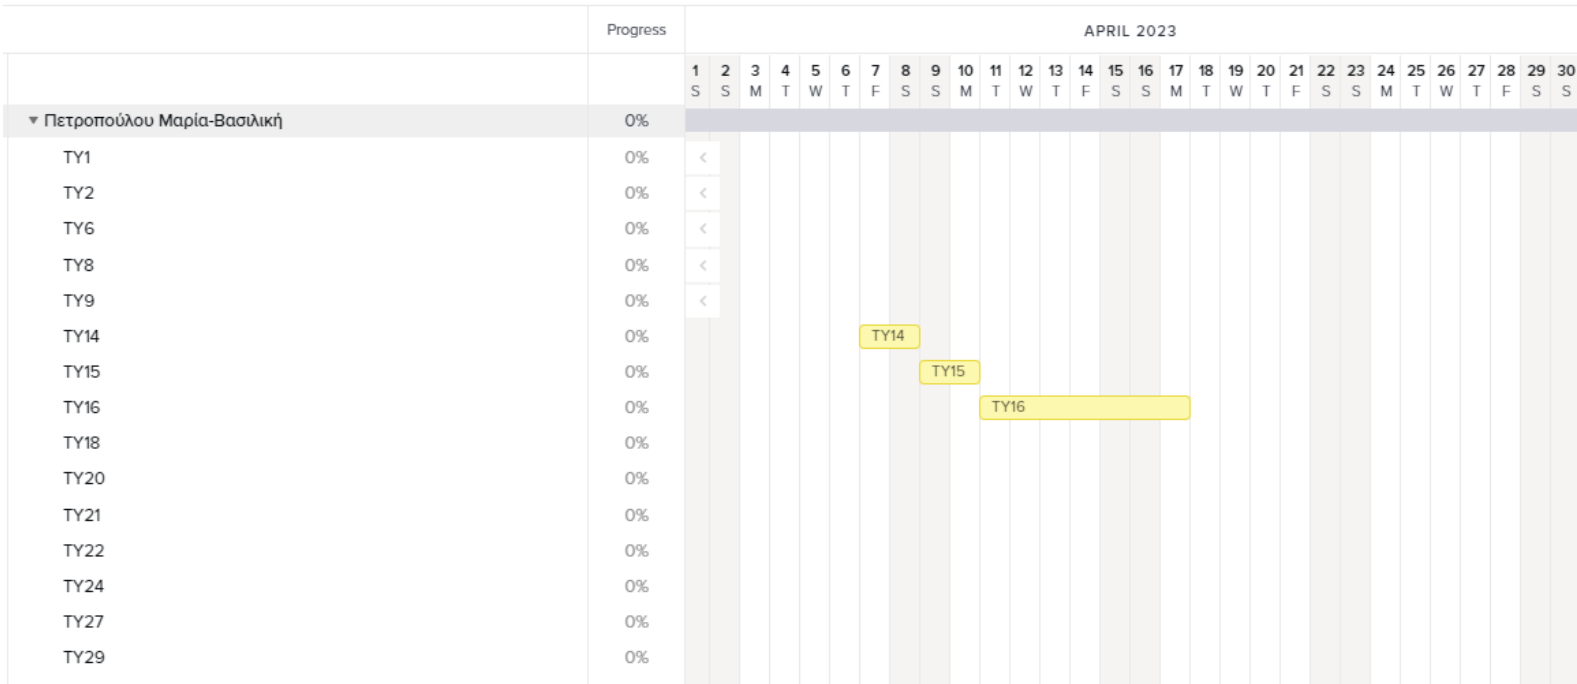 Progress
APRIL 2023
1 2 3 4 5 6 7 8 9 10 11 12 13 14 15 16 17 18 19 20 21 22 23 24 25 26 27 28 29 30
S S M T W T F S S M T W T F S S M T W T F S S M T W T F S S
▼ Πετροπούλου Μαρία-Βασιλική 0%
TY1 0% <
TY2 0% <
TY6 0% <
TY8 0% <
TY9 0% <
TY14 0% TY14
TY15 0% TY15
TY16 0% TY16
TY18 0%
TY20 0%
TY21 0%
TY22 0%
TY24 0%
TY27 0%
TY29 0%